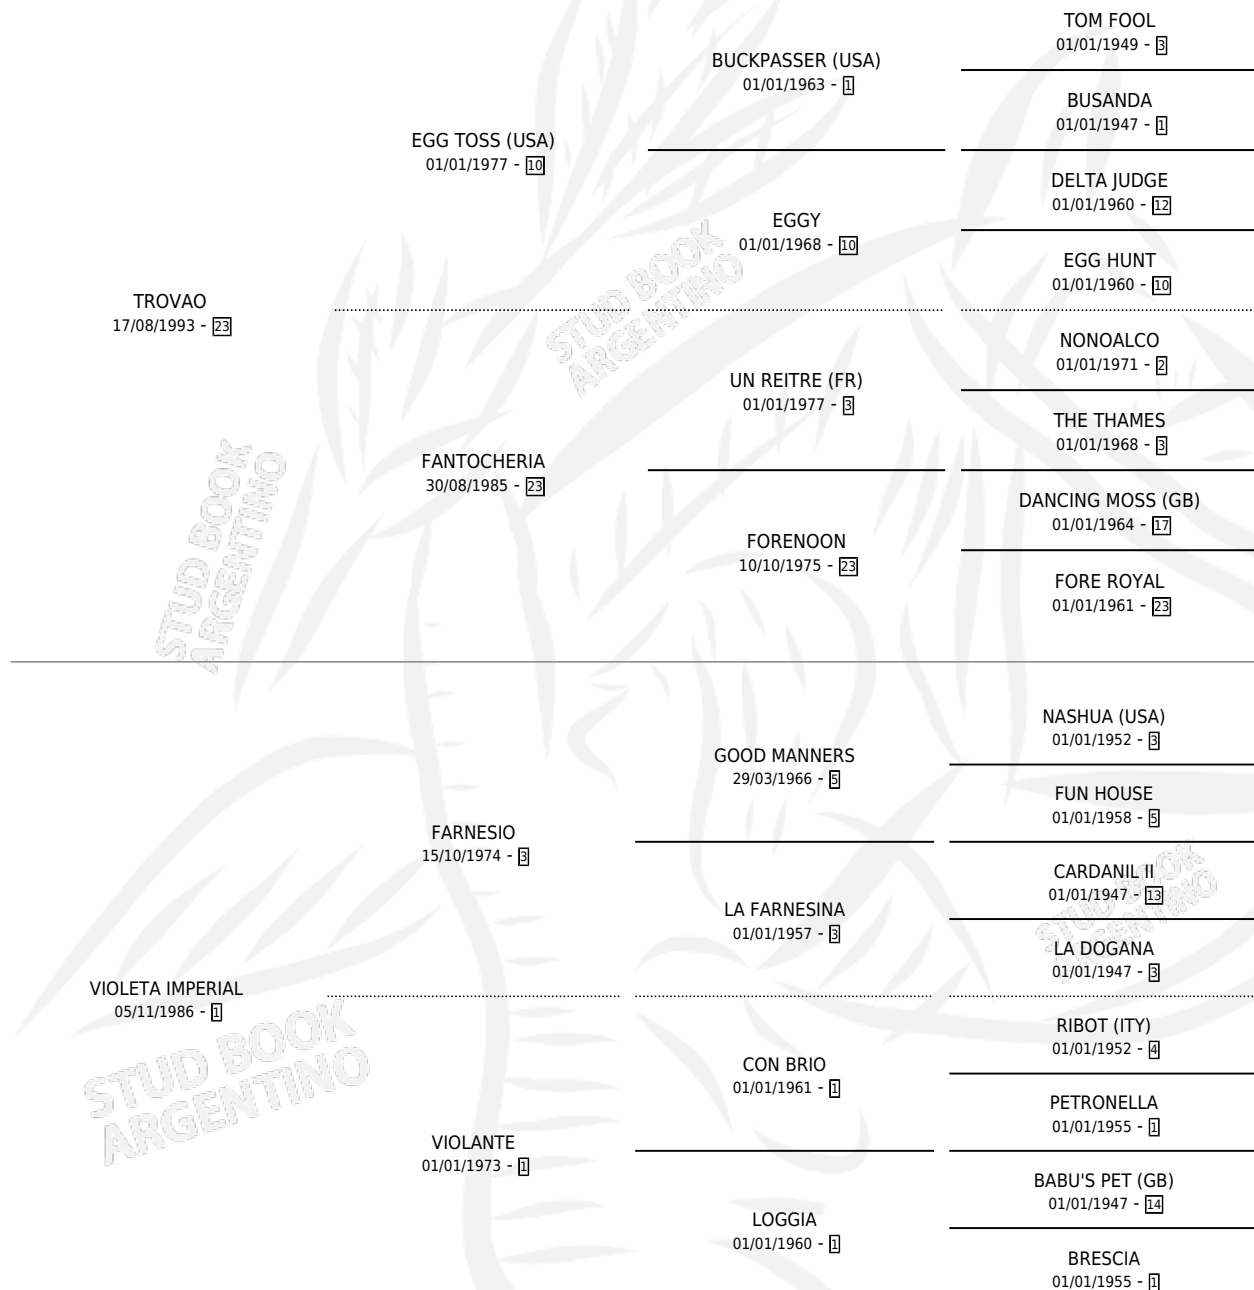 TOM FOOL
01/01/1949 - 3
BUCKPASSER (USA)
01/01/1963 - 1
BUSANDA
01/01/1947 - 1
EGG TOSS (USA)
01/01/1977 - 10
DELTA JUDGE
01/01/1960 - 12
EGGY
01/01/1968 - 10
EGG HUNT
01/01/1960 - 10
TROVAO
17/08/1993 - 23
STUD BOOK
ARGENTINO
NONOALCO
01/01/1971 - 2
UN REITRE (FR)
01/01/1977 - 3
THE THAMES
01/01/1968 - 3
FANTOCHERIA
30/08/1985 - 23
DANCING MOSS (GB)
01/01/1964 - 17
FORENOON
10/10/1975 - 23
FORE ROYAL
01/01/1961 - 23
STUD BOOK
ARGENTINO
NASHUA (USA)
01/01/1952 - 3
GOOD MANNERS
29/03/1966 - 5
FUN HOUSE
01/01/1958 - 5
FARNESIO
15/10/1974 - 3
CARDANIL II
01/01/1947 - 13
LA FARNESINA
01/01/1957 - 3
STUD BOOK
ARGENTINO
LA DOGANA
01/01/1947 - 3
VIOLETA IMPERIAL
05/11/1986 - 1
RIBOT (ITY)
01/01/1952 - 4
CON BRIO
01/01/1961 - 1
PETRONELLA
01/01/1955 - 1
STUD BOOK
ARGENTINO
VIOLANTE
01/01/1973 - 1
BABU'S PET (GB)
01/01/1947 - 14
LOGGIA
01/01/1960 - 1
BRESCIA
01/01/1955 - 1